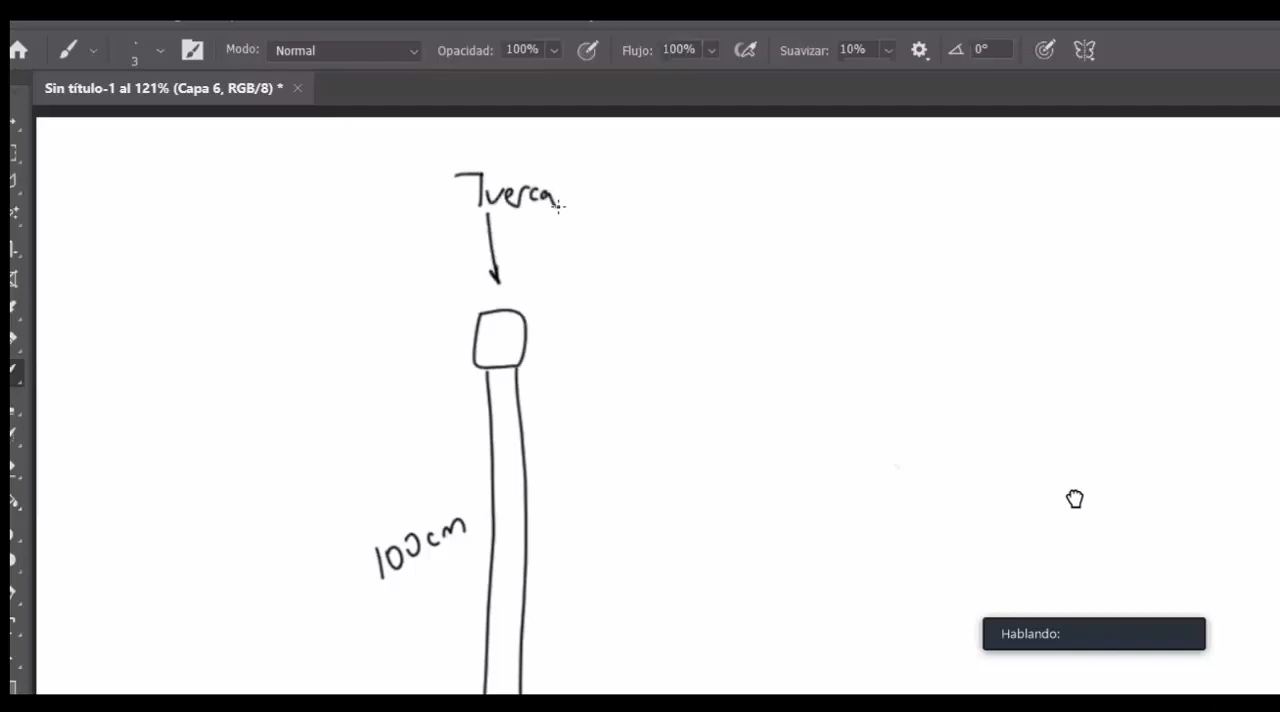 3
Modo: Normal Opacidad: 100% Flujo: 100% Suavizar: 10% 0°
Sin título-1 al 121% (Capa 6, RGB/8) * ×
Tuerca
100cm
Hablando: